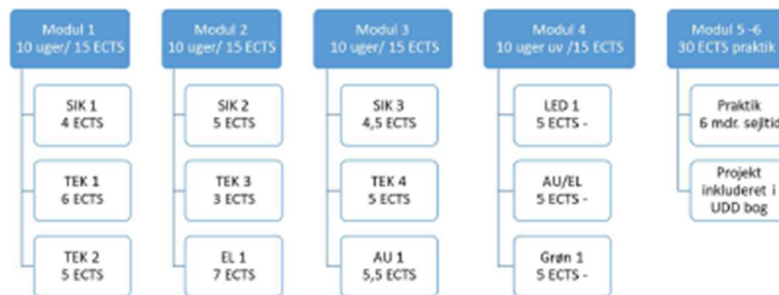 Modul 1
10 uger/ 15 ECTS
SIK 1
4 ECTS
TEK 1
6 ECTS
TEK 2
5 ECTS
Modul 2
10 uger/ 15 ECTS
SIK 2
5 ECTS
TEK 3
3 ECTS
EL 1
7 ECTS
Modul 3
10 uger/ 15 ECTS
SIK 3
4,5 ECTS
TEK 4
5 ECTS
AU 1
5,5 ECTS
Modul 4
10 uger uv /15 ECTS
LED 1
5 ECTS -
AU/EL
5 ECTS -
Grøn 1
5 ECTS -
Modul 5 -6
30 ECTS praktik
Praktik
6 mdr. sejltid
Projekt
inkluderet i
UDD bog